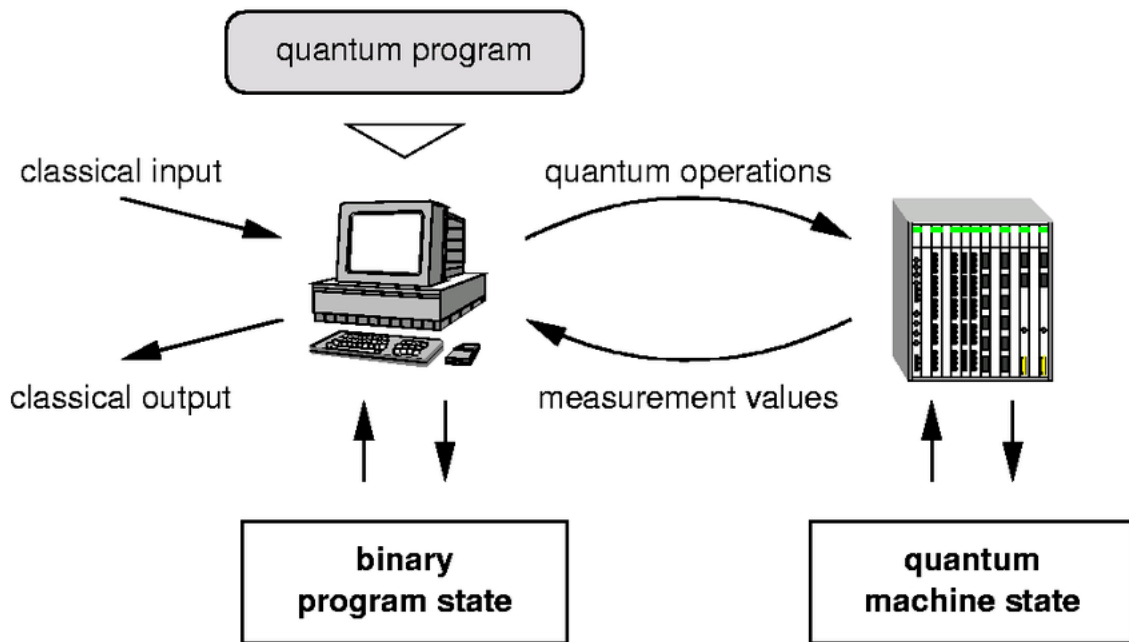 quantum program
classical input
quantum operations
classical output
measurement values
binary
program state
quantum
machine state